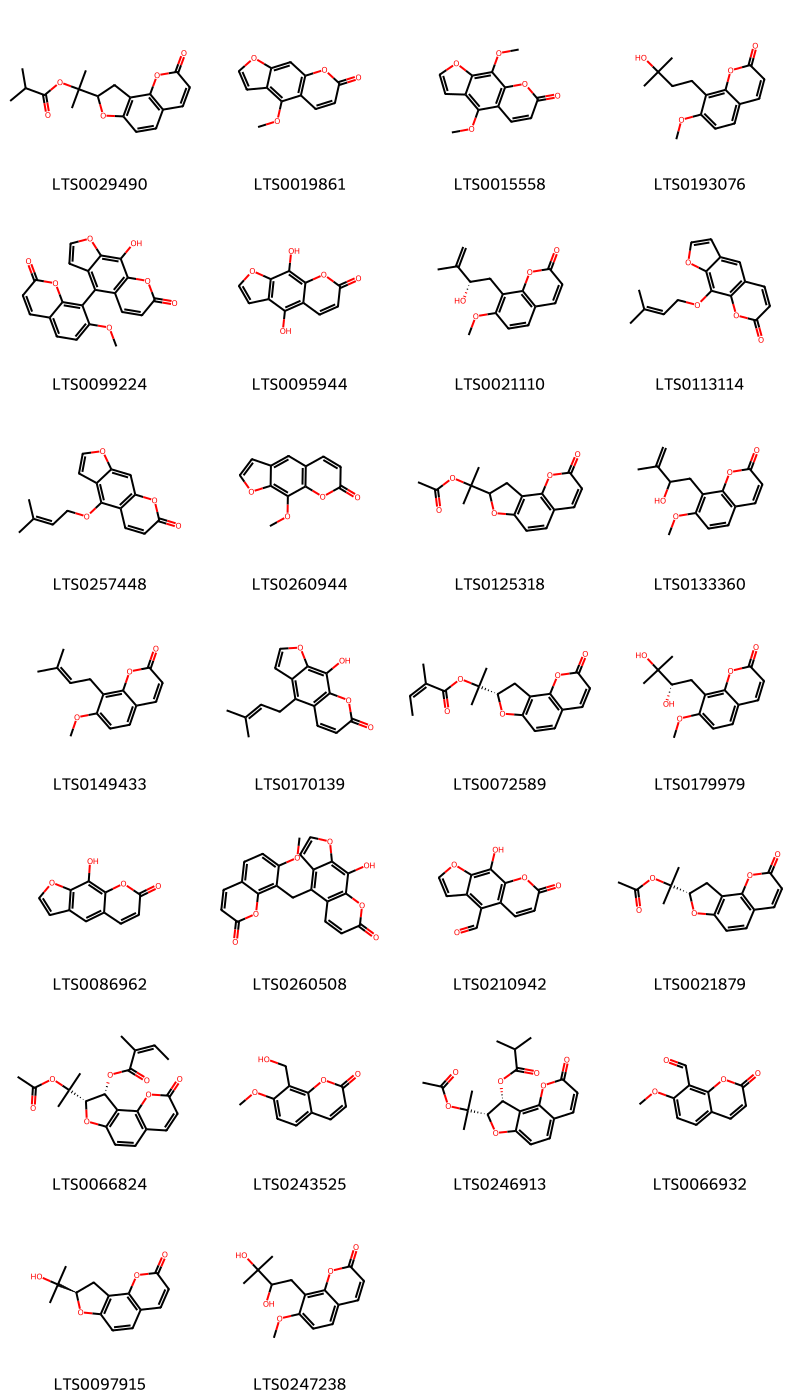 LTS0029490 LTS0019861 LTS0015558 LTS0193076
LTS0099224 LTS0095944 LTS0021110 LTS0113114
LTS0257448 LTS0260944 LTS0125318 LTS0133360
LTS0149433 LTS0170139 LTS0072589 LTS0179979
LTS0086962 LTS0260508 LTS0210942 LTS0021879
LTS0066824 LTS0243525 LTS0246913 LTS0066932
LTS0097915 LTS0247238